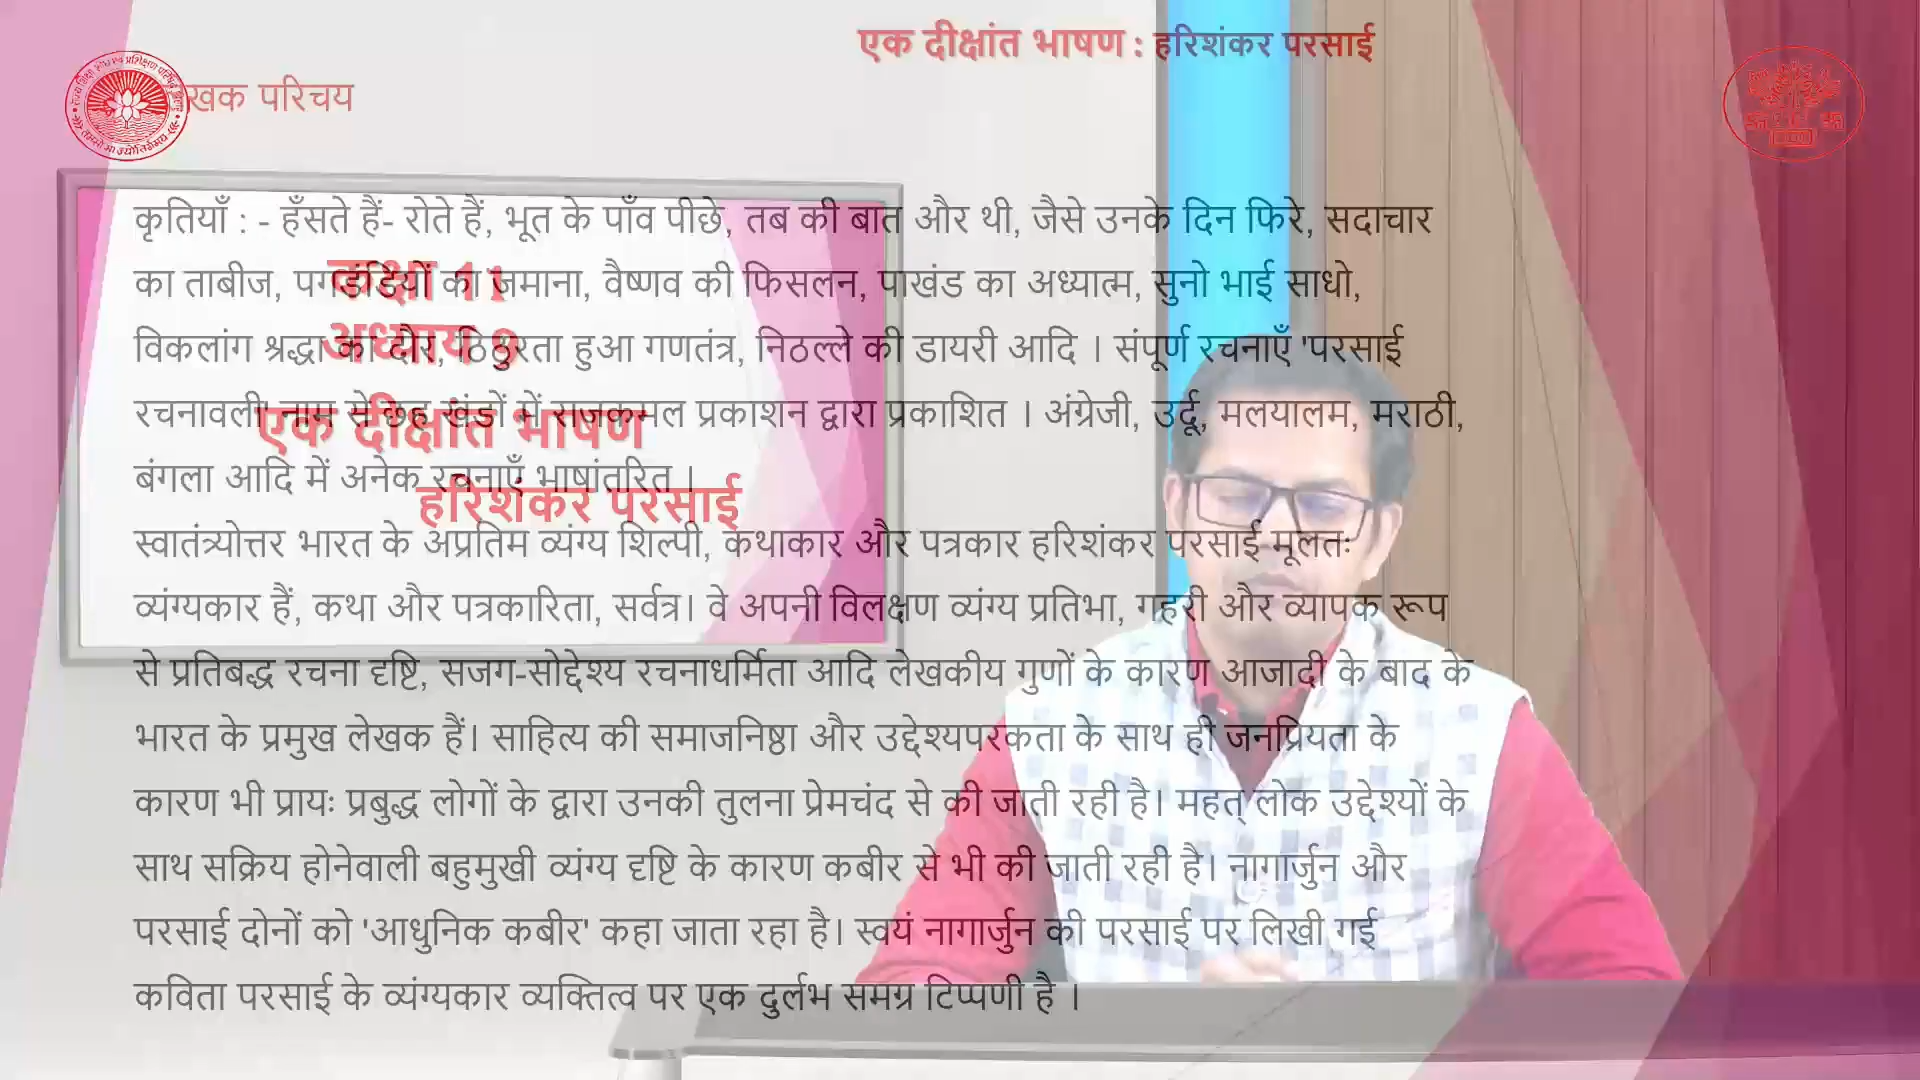 एक दीक्षांत भाषण : हरिशंकर परसाई
खक परिचय
कृतियाँ : - हँसते हैं- रोते हैं, भूत के पाँव पीछे, तब की बात और थी, जैसे उनके दिन फिरे, सदाचार
का ताबीज, पगडंडियों का ज़माना, वैष्णव की फिसलन, पाखंड का अध्यात्म, सुनो भाई साधो,
विकलांग श्रद्धा का दौर, ठिठुरता हुआ गणतंत्र, निठल्ले की डायरी आदि । संपूर्ण रचनाएँ 'परसाई
रचनावली' नाम से छह खंडों में राजकमल प्रकाशन द्वारा प्रकाशित । अंग्रेजी, उर्दू, मलयालम, मराठी,
बंगला आदि में अनेक रचनाएँ भाषांतरित ।
स्वातंत्र्योत्तर भारत के अप्रतिम व्यंग्य शिल्पी, कथाकार और पत्रकार हरिशंकर परसाई मूलतः
व्यंग्यकार हैं, कथा और पत्रकारिता, सर्वत्र। वे अपनी विलक्षण व्यंग्य प्रतिभा, गहरी और व्यापक रूप
से प्रतिबद्ध रचना दृष्टि, सजग-सोद्देश्य रचनाधर्मिता आदि लेखकीय गुणों के कारण आजादी के बाद के
भारत के प्रमुख लेखक हैं। साहित्य की समाजनिष्ठा और उद्देश्यपरकता के साथ ही जनप्रियता के
कारण भी प्रायः प्रबुद्ध लोगों के द्वारा उनकी तुलना प्रेमचंद से की जाती रही है। महत् लोक उद्देश्यों के
साथ सक्रिय होनेवाली बहुमुखी व्यंग्य दृष्टि के कारण कबीर से भी की जाती रही है। नागार्जुन और
परसाई दोनों को 'आधुनिक कबीर' कहा जाता रहा है। स्वयं नागार्जुन की परसाई पर लिखी गई
कविता परसाई के व्यंग्यकार व्यक्तित्व पर एक दुर्लभ समग्र टिप्पणी है ।
कक्षा 11
अध्याय 9
एक दीक्षांत भाषण
हरिशंकर परसाई